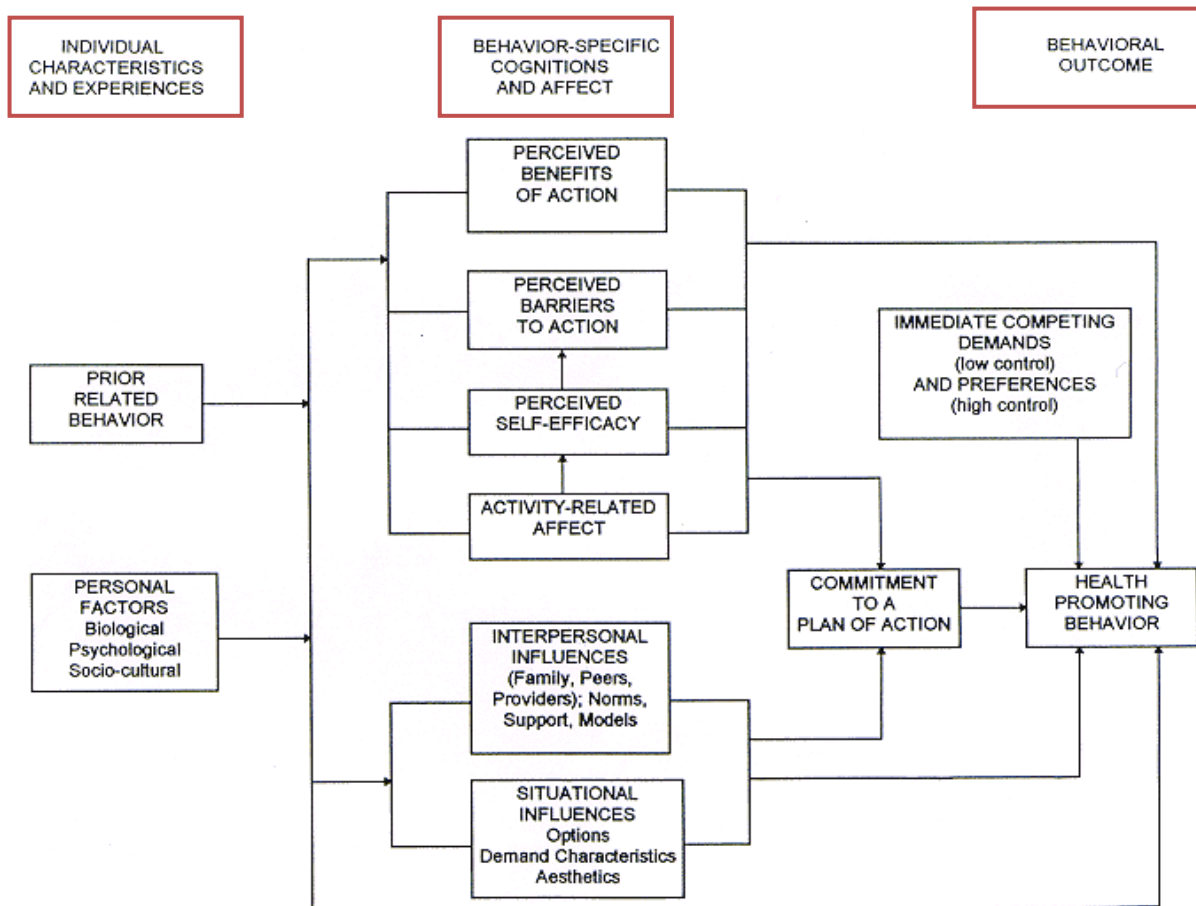 INDIVIDUAL
CHARACTERISTICS
AND EXPERIENCES
BEHAVIOR-SPECIFIC
COGNITIONS
AND AFFECT
BEHAVIORAL
OUTCOME
PERCEIVED
BENEFITS
OF ACTION
PERCEIVED
BARRIERS
TO ACTION
IMMEDIATE COMPETING
DEMANDS
(low control)
AND PREFERENCES
(high control)
PRIOR
RELATED
BEHAVIOR
PERCEIVED
SELF-EFFICACY
ACTIVITY-RELATED
AFFECT
PERSONAL
FACTORS
Biological
Psychological
Socio-cultural
COMMITMENT
TO A
PLAN OF ACTION
HEALTH
PROMOTING
BEHAVIOR
INTERPERSONAL
INFLUENCES
(Family, Peers,
Providers); Norms,
Support, Models
SITUATIONAL
INFLUENCES
Options
Demand Characteristics
Aesthetics